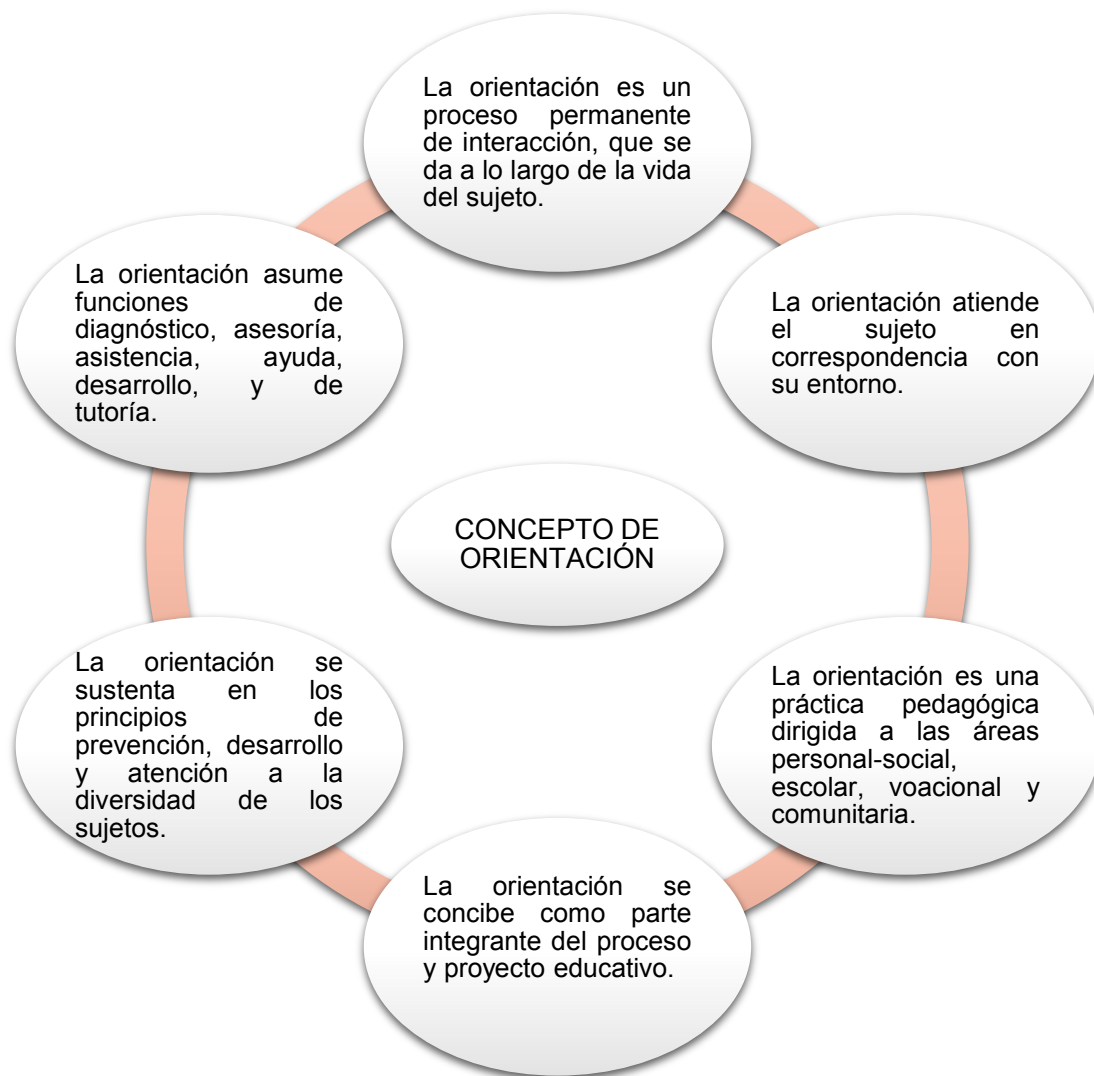 La orientación es un
proceso permanente
de interacción, que se
da a lo largo de la vida
del sujeto.
La orientación atiende
el sujeto en
correspondencia con
su entorno.
La orientación es una
práctica pedagógica
dirigida a las áreas
personal-social,
escolar, voacional y
comunitaria.
La orientación se
concibe como parte
integrante del proceso
y proyecto educativo.
La orientación se
sustenta en los
principios de
prevención, desarrollo
y atención a la
diversidad de los
sujetos.
La orientación asume
funciones de
diagnóstico, asesoría,
asistencia, ayuda,
desarrollo, y de
tutoría.
CONCEPTO DE
ORIENTACIÓN